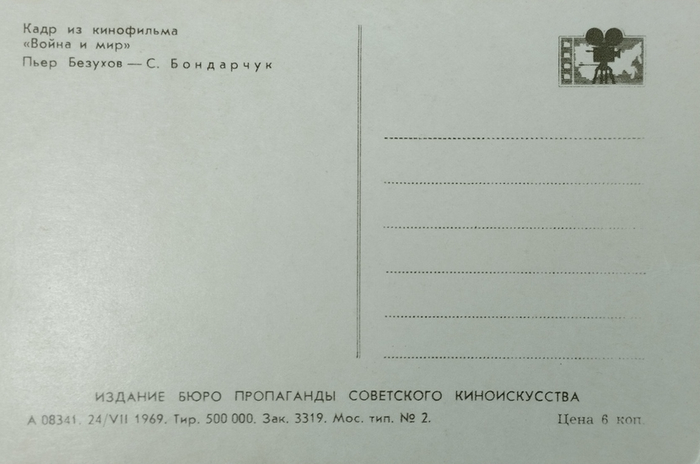 Кадр из кинофильма
«Война и мир»
Пьер Безухов — С. Бондарчук
ИЗДАНИЕ БЮРО ПРОПАГАНДЫ СОВЕТСКОГО КИНОИСКУССТВА
А 08341. 24/VII 1969. Тир. 500 000. Зак. 3319. Мос. тип. № 2. Цена 6 коп.